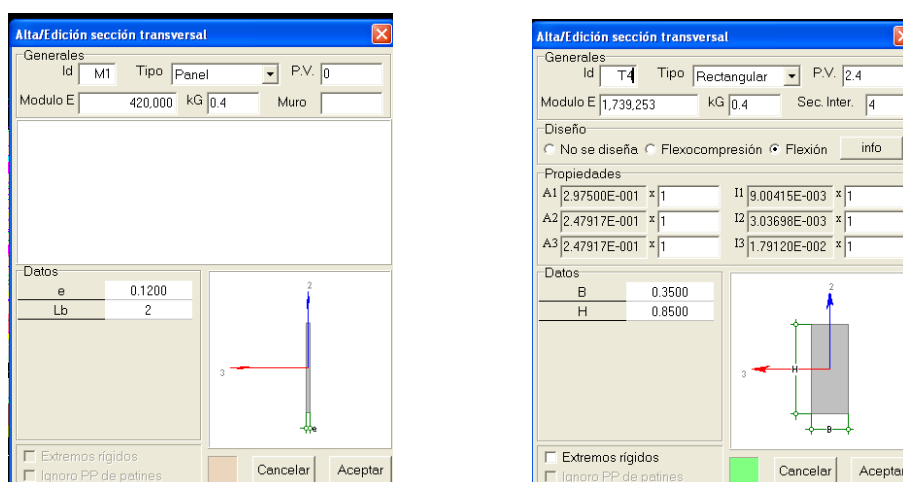 Alta/Edición sección transversal
Generales
Id M1 Tipo Panel P.V. 0
Modulo E 420,000 kG 0.4 Muro
Datos
e 0.1200
Lb 2
2
3
e
Extremos rígidos
Ignoro PP de patines
Cancelar Aceptar
Alta/Edición sección transversal
Generales
Id T4 Tipo Rectangular P.V. 2.4
Modulo E 1,739,253 kG 0.4 Sec. Inter. 4
Diseño
No se diseña Flexocompresión Flexión info
Propiedades
A1 2.97500E-001 x 1 I1 9.00415E-003 x 1
A2 2.47917E-001 x 1 I2 3.03698E-003 x 1
A3 2.47917E-001 x 1 I3 1.79120E-002 x 1
Datos
B 0.3500
H 0.8500
2
3
H
B
Extremos rígidos
Ignoro PP de patines
Cancelar Aceptar